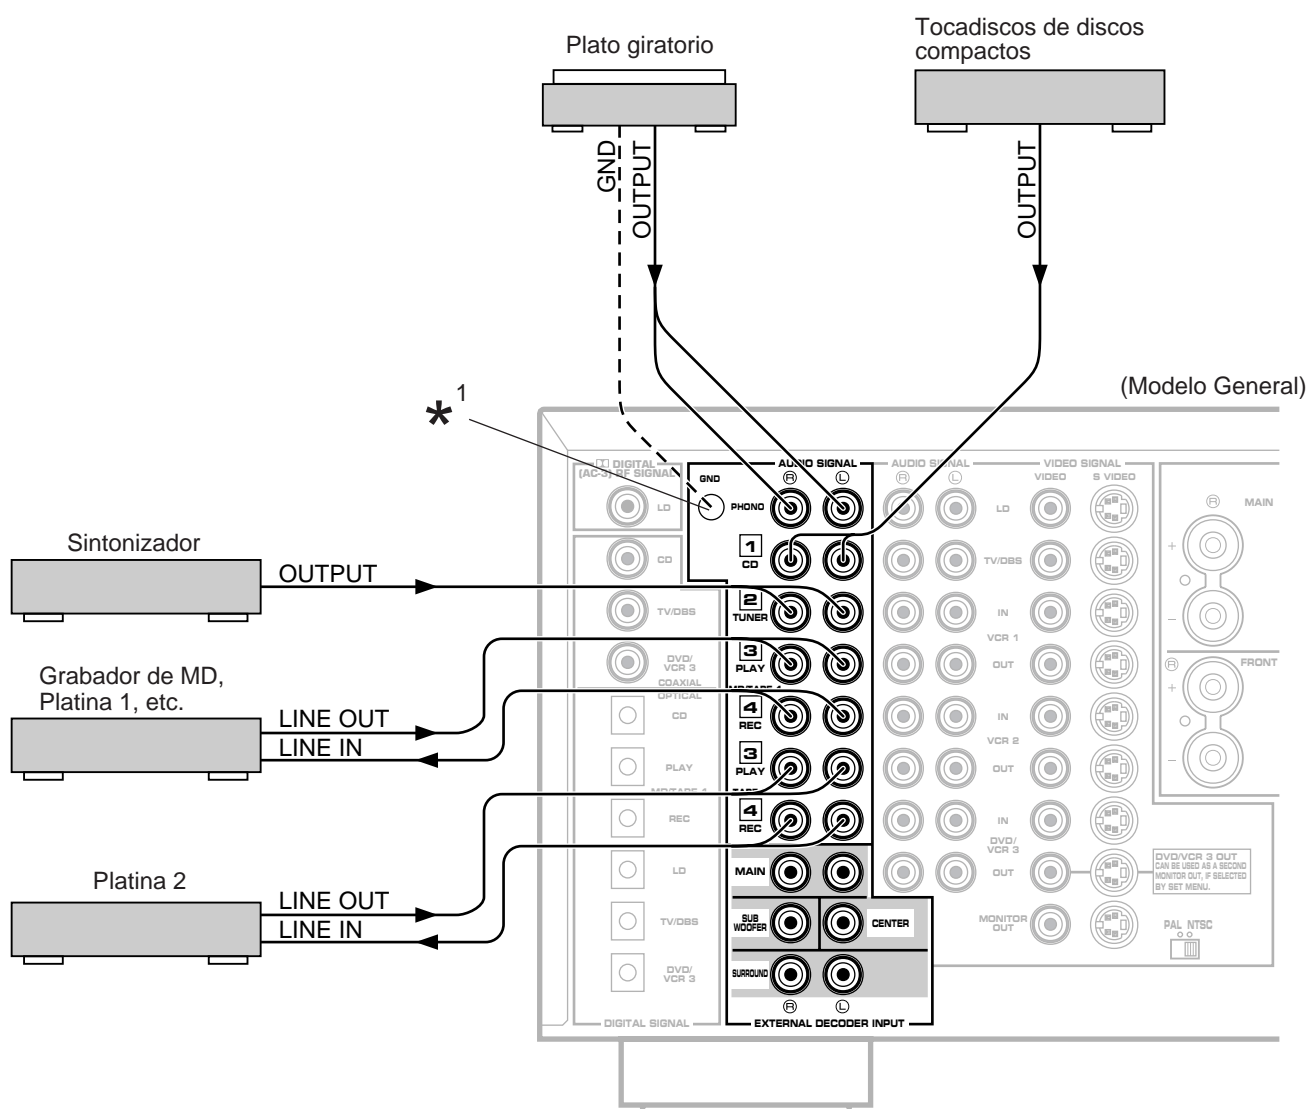 Plato giratorio
Tocadiscos de discos
compactos
GND
OUTPUT
OUTPUT
(Modelo General)
*1
Sintonizador
OUTPUT
Grabador de MD,
Platina 1, etc.
LINE OUT
LINE IN
Platina 2
LINE OUT
LINE IN
DIGITAL
(AC-3) RF SIGNAL
LD
CD
TV/DBS
DVD/
VCR 3
COAXIAL
OPTICAL
CD
PLAY
MD/TAPE 1
REC
LD
TV/DBS
DVD/
VCR 3
DIGITAL SIGNAL
AUDIO SIGNAL
GND
R L
PHONO
1
CD
2
TUNER
3
PLAY
MD/TAPE 1
4
REC
3
PLAY
4
REC
MAIN
SUB
WOOFER
CENTER
SURROUND
R L
EXTERNAL DECODER INPUT
AUDIO SIGNAL
R L
VIDEO SIGNAL
VIDEO
S VIDEO
LD
TV/DBS
IN
VCR 1
OUT
IN
VCR 2
OUT
IN
DVD/
VCR 3
OUT
MONITOR
OUT
DVD/VCR 3 OUT
CAN BE USED AS A SECOND
MONITOR OUT, IF SELECTED
BY SET MENU.
PAL NTSC
R
MAIN
+
–
R
FRONT
+
–